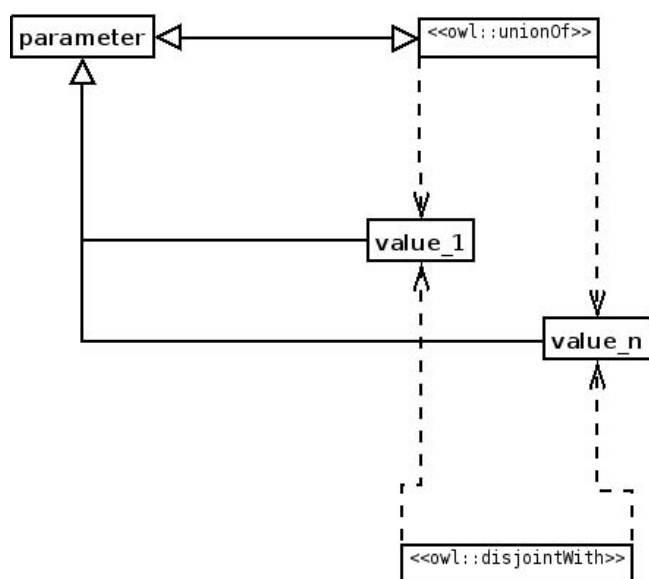 parameter
<<owl::unionOf>>
value_1
value_n
<<owl::disjointWith>>